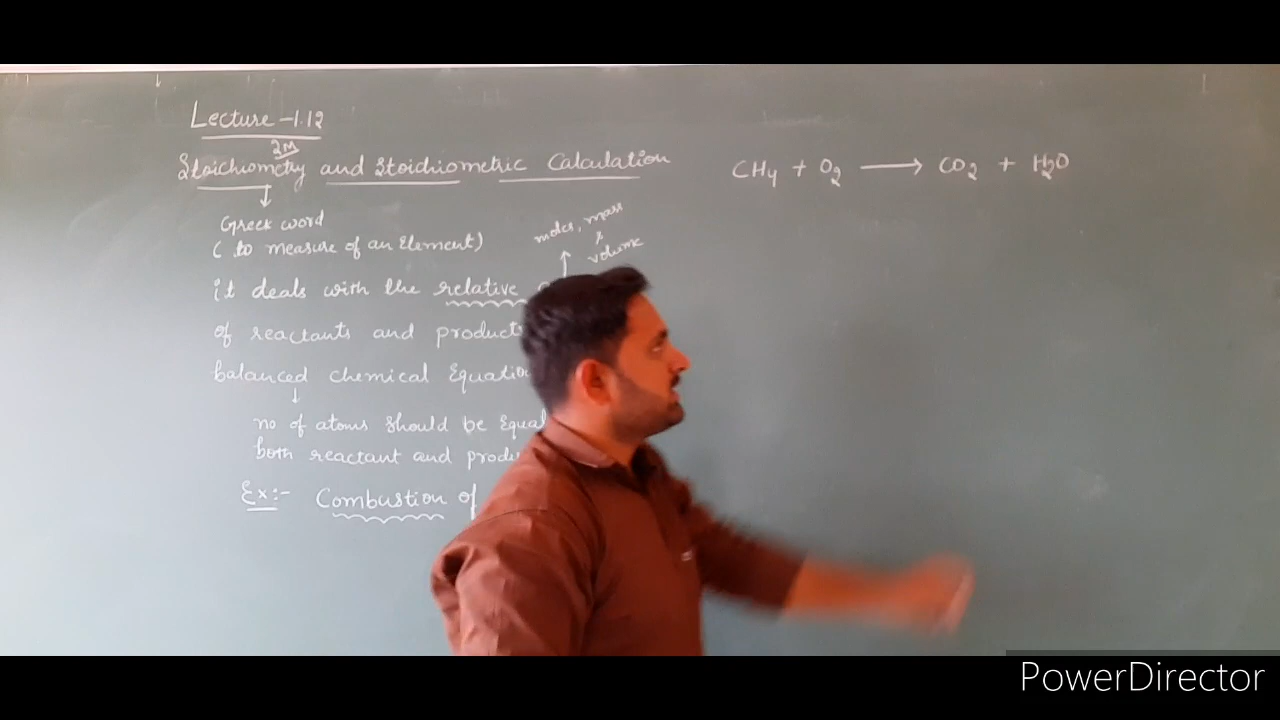 Lecture -1.12
2M
Stoichiometry and Stoichiometric Calculation
Greek word
( to measure of an Element)
moles, mass
&
volume
it deals with the relative
of reactants and product
balanced chemical Equation
no of atoms should be Equal
both reactant and produ
Ex:- Combustion of
CH4 + O2 ⟶ CO2 + H2O
PowerDirector